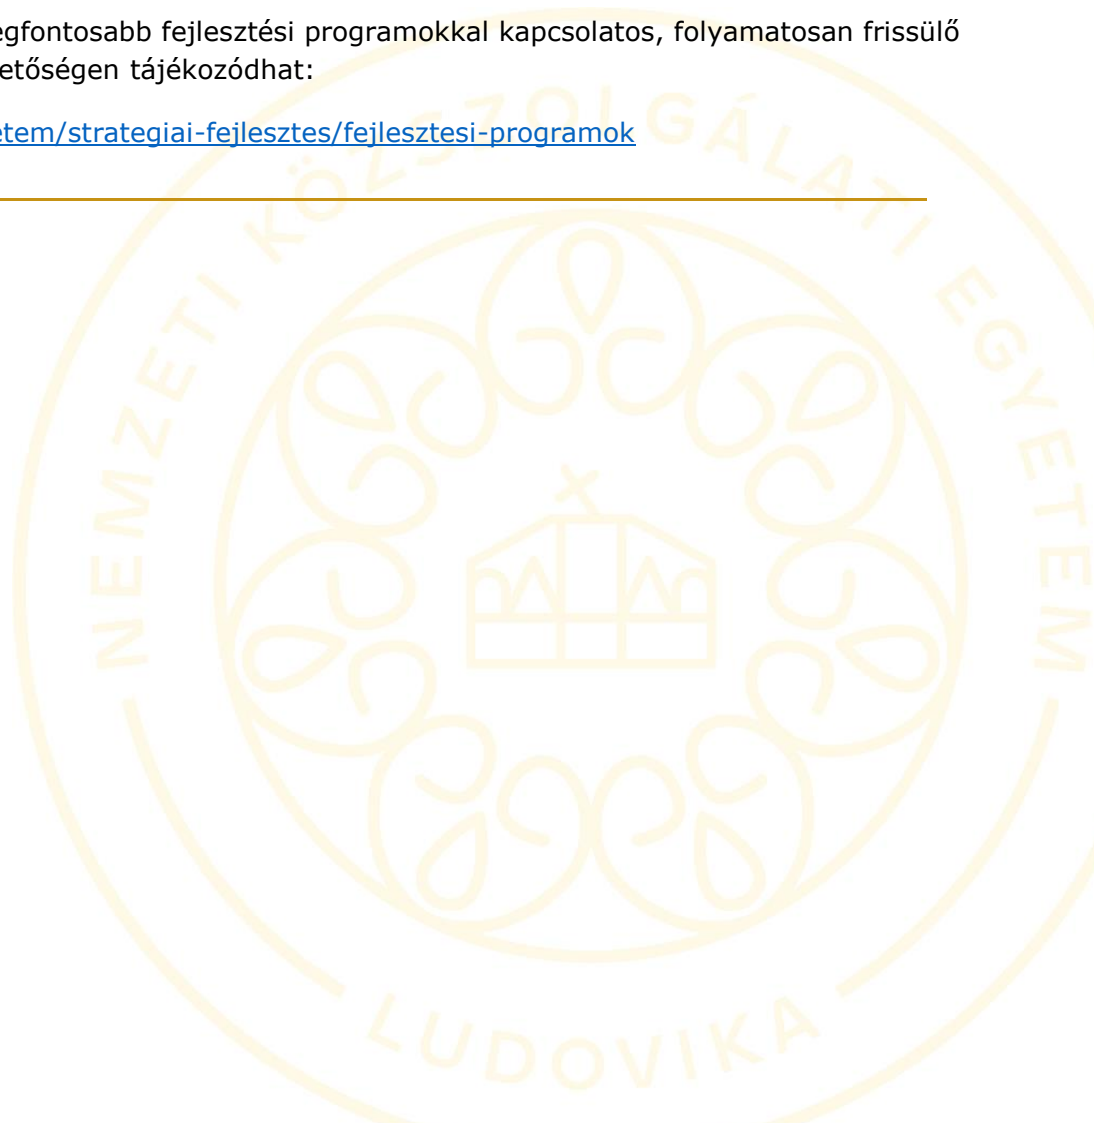 egfontosabb fejlesztési programokkal kapcsolatos, folyamatosan frissülő
etőségen tájékozódhat:
etem/strategiai-fejlesztes/fejlesztesi-programok
NEMZETI KÖZSZOLGÁLATI EGYETEM
LUDOVIKA